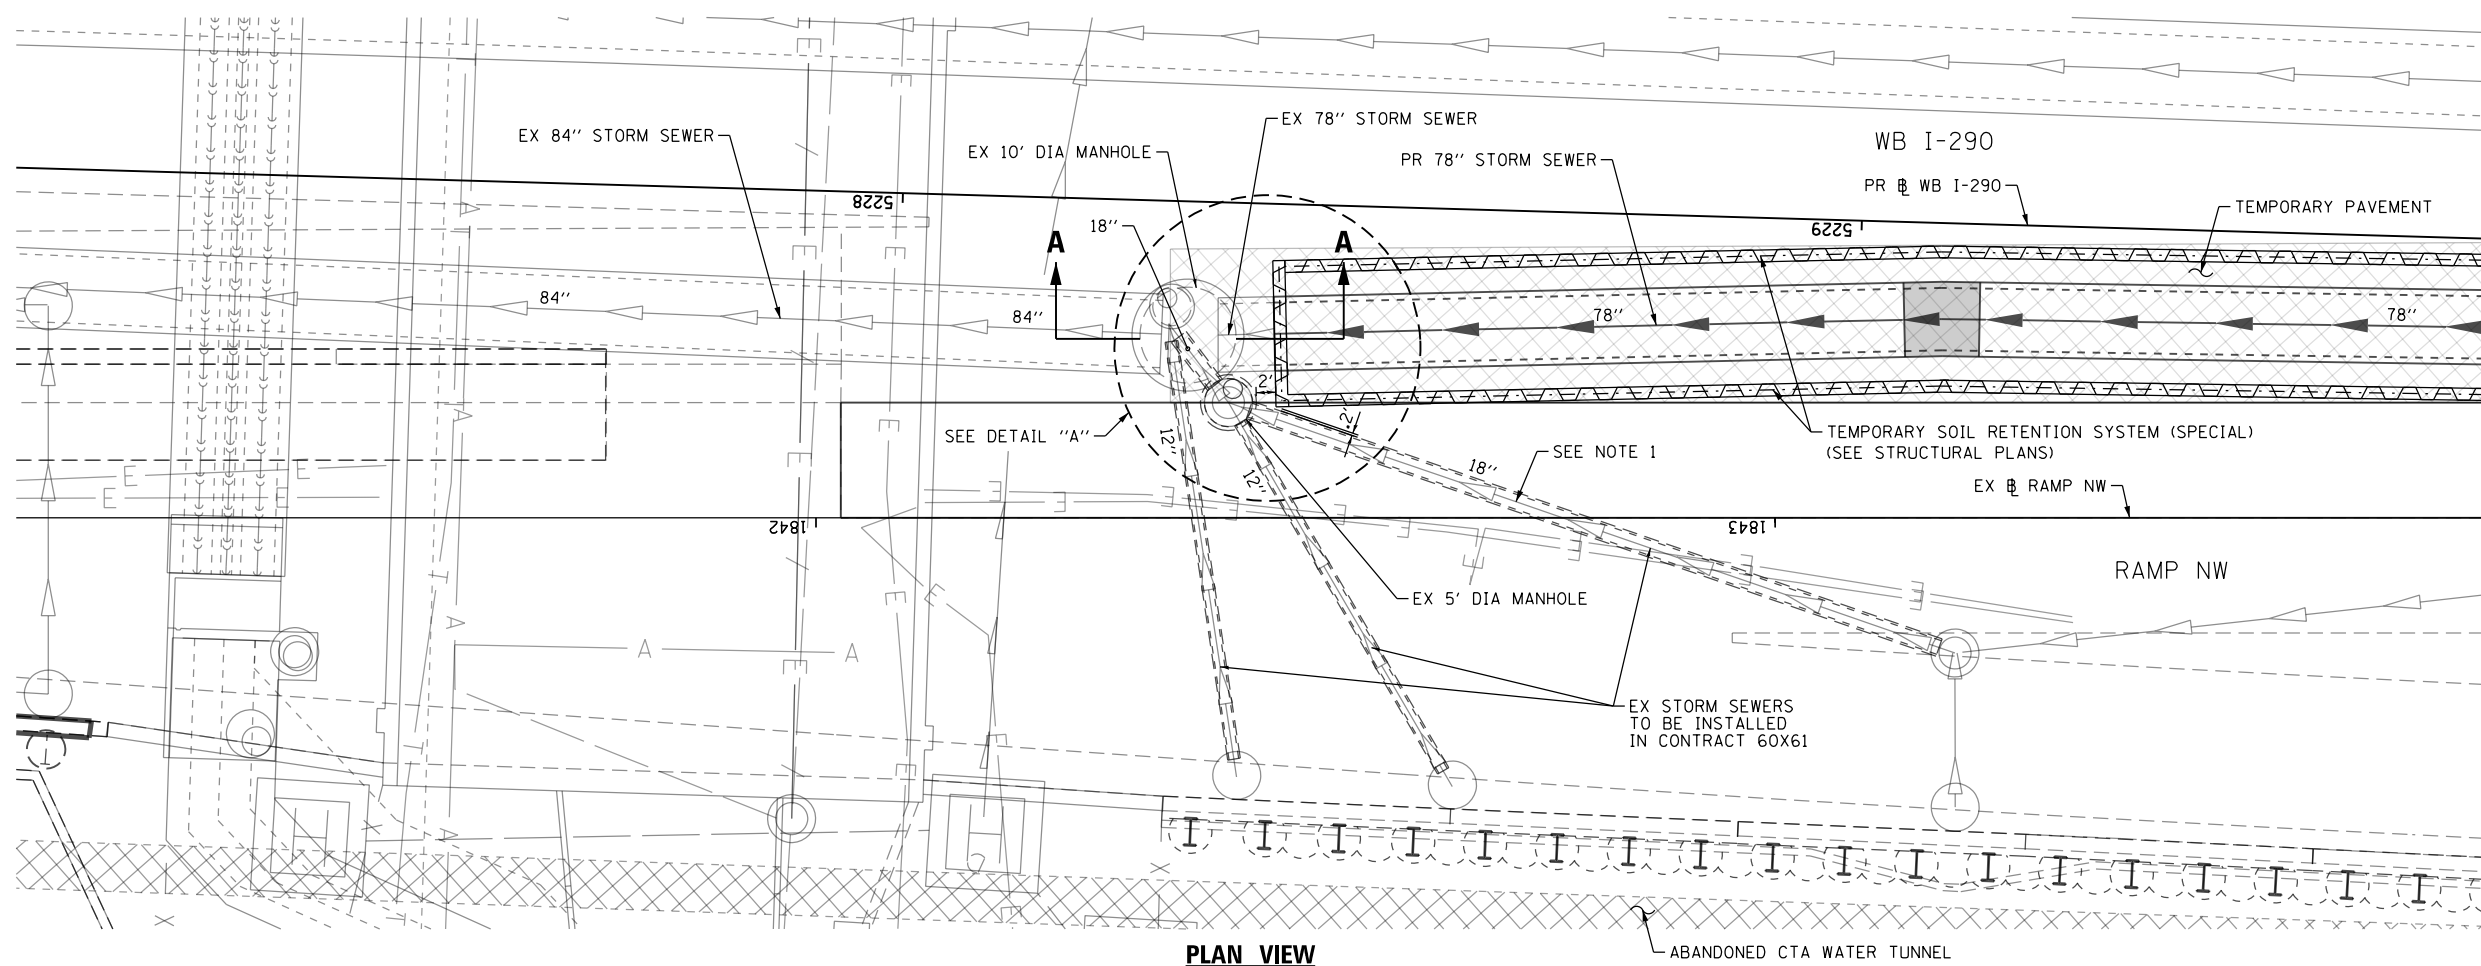 EX 84'' STORM SEWER
EX 10' DIA MANHOLE
EX 78'' STORM SEWER
PR 78'' STORM SEWER
WB I-290
PR ⅊ WB I-290
TEMPORARY PAVEMENT
5228
5229
18''
A
A
84''
84''
78''
78''
2'
2'
SEE DETAIL "A"
12''
12''
18''
SEE NOTE 1
TEMPORARY SOIL RETENTION SYSTEM (SPECIAL)
(SEE STRUCTURAL PLANS)
EX ⅊ RAMP NW
1842
1843
RAMP NW
EX 5' DIA MANHOLE
E
E
E
E
A
A
A
A
EX STORM SEWERS
TO BE INSTALLED
IN CONTRACT 60X61
ABANDONED CTA WATER TUNNEL
PLAN VIEW